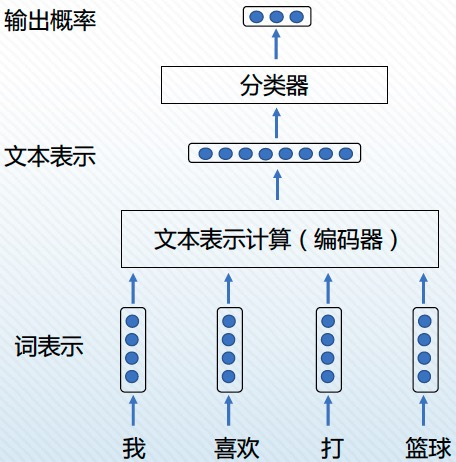 输出概率
分类器
文本表示
文本表示计算（编码器）
词表示
我 喜欢 打 篮球